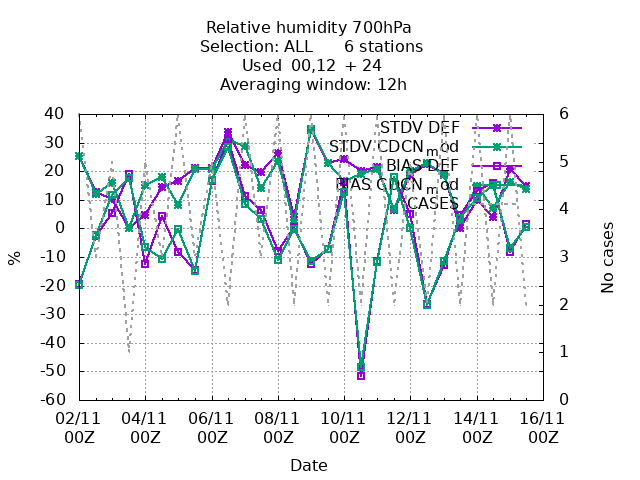 Relative humidity 700hPa
Selection: ALL 6 stations
Used 00,12 + 24
Averaging window: 12h
STDV DEF
STDV CDCN_mod
BIAS DEF
BIAS CDCN_mod
CASES
40
30
20
10
0
-10
-20
-30
-40
-50
-60
%
6
5
4
3
2
1
0
No cases
02/11 04/11 06/11 08/11 10/11 12/11 14/11 16/11
00Z 00Z 00Z 00Z 00Z 00Z 00Z 00Z
Date